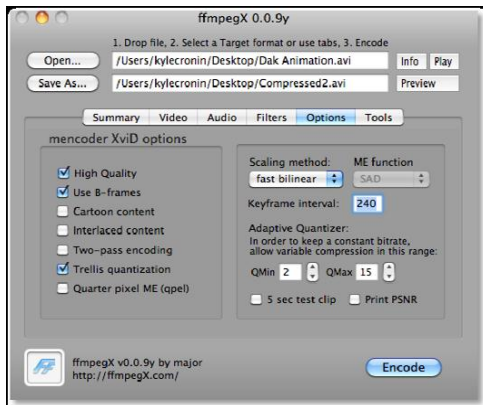 ffmpegX 0.0.9y
1. Drop file, 2. Select a Target format or use tabs, 3. Encode
Open... /Users/kylecronin/Desktop/Dak Animation.avi Info Play
Save As... /Users/kylecronin/Desktop/Compressed2.avi Preview
Summary Video Audio Filters Options Tools
mencoder XviD options
High Quality
Use B-frames
Cartoon content
Interlaced content
Two-pass encoding
Trellis quantization
Quarter pixel ME (qpel)
Scaling method: ME function
fast bilinear SAD
Keyframe interval: 240
Adaptive Quantizer:
In order to keep a constant bitrate,
allow variable compression in this range:
QMin 2 QMax 15
5 sec test clip Print PSNR
ffmpegX v0.0.9y by major
http://ffmpegX.com/
Encode